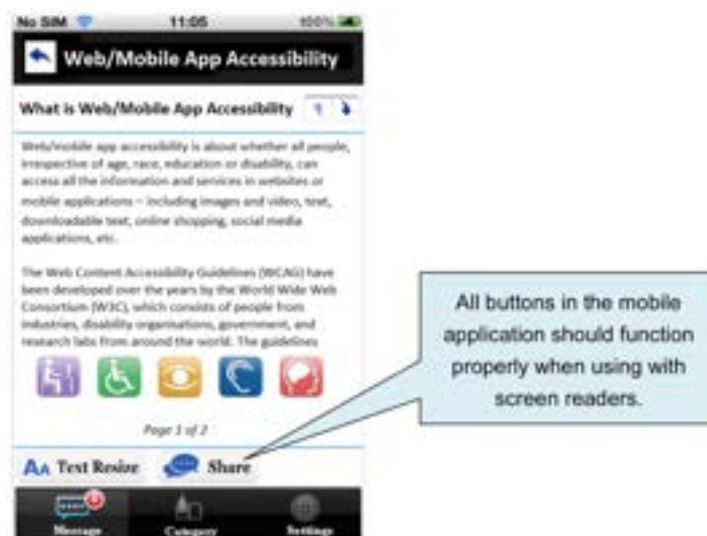 No SIM 11:05 100%
Web/Mobile App Accessibility
What is Web/Mobile App Accessibility
Web/mobile app accessibility is about whether all people,
irrespective of age, race, education or disability, can
access all the information and services in websites or
mobile applications – including images and video, text,
downloadable text, online shopping, social media
applications, etc.
The Web Content Accessibility Guidelines (WCAG) have
been developed over the years by the World Wide Web
Consortium (W3C), which consists of people from
industries, disability organisations, government, and
research labs from around the world. The guidelines
Page 1 of 2
AA Text Resize Share
Message Category Settings
All buttons in the mobile
application should function
properly when using with
screen readers.